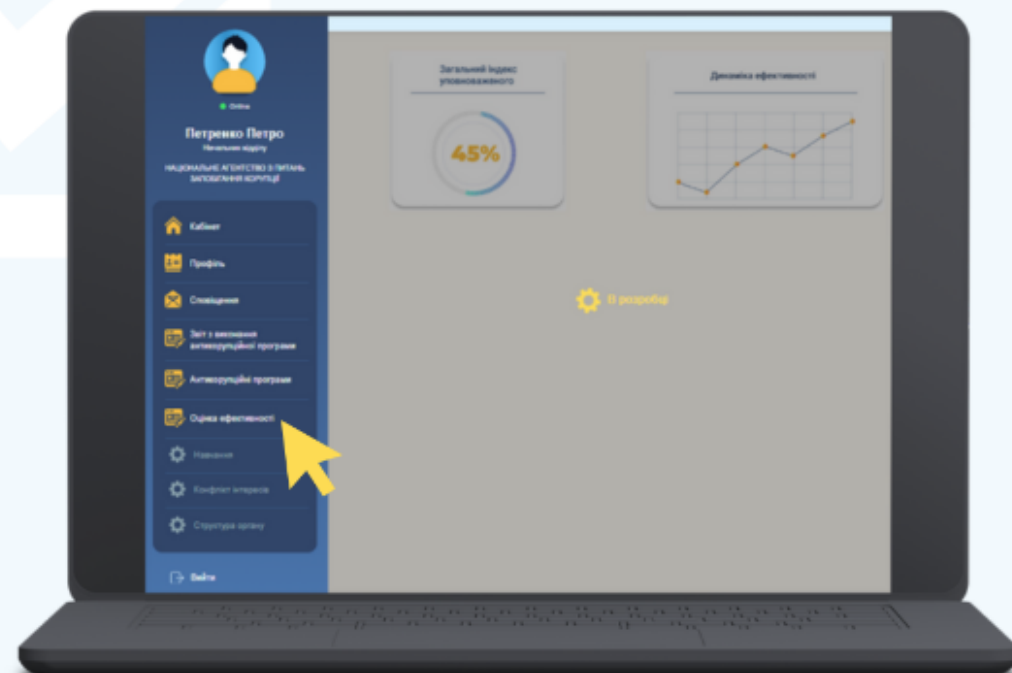 Online
Петренко Петро
Начальник відділу
НАЦІОНАЛЬНЕ АГЕНТСТВО З ПИТАНЬ
ЗАПОБІГАННЯ КОРУПЦІЇ
Кабінет
Профіль
Сповіщення
Звіт з виконання
антикорупційної програми
Антикорупційні програми
Оцінка ефективності
Навчання
Конфлікт інтересів
Структура органу
Вийти
Загальний індекс
уповноваженого
45%
Динаміка ефективності
В розробці